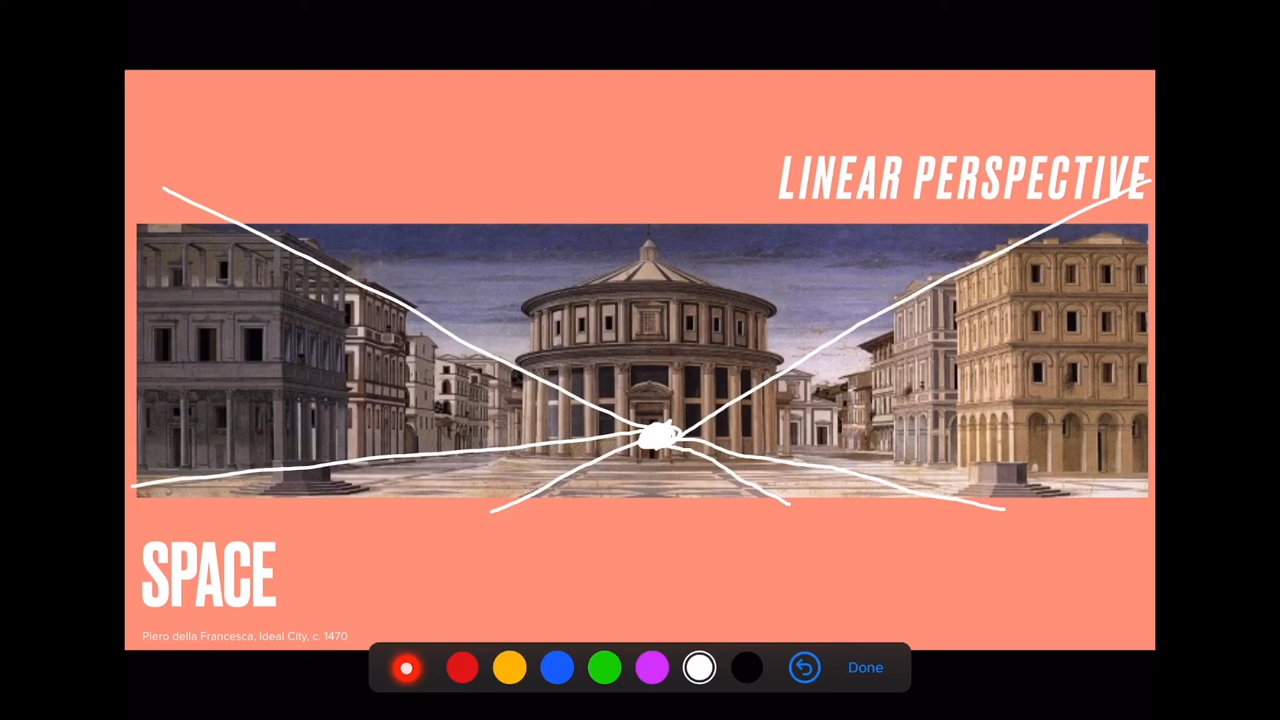 LINEAR PERSPECTIVE
SPACE
Piero della Francesca, Ideal City, c. 1470
Done